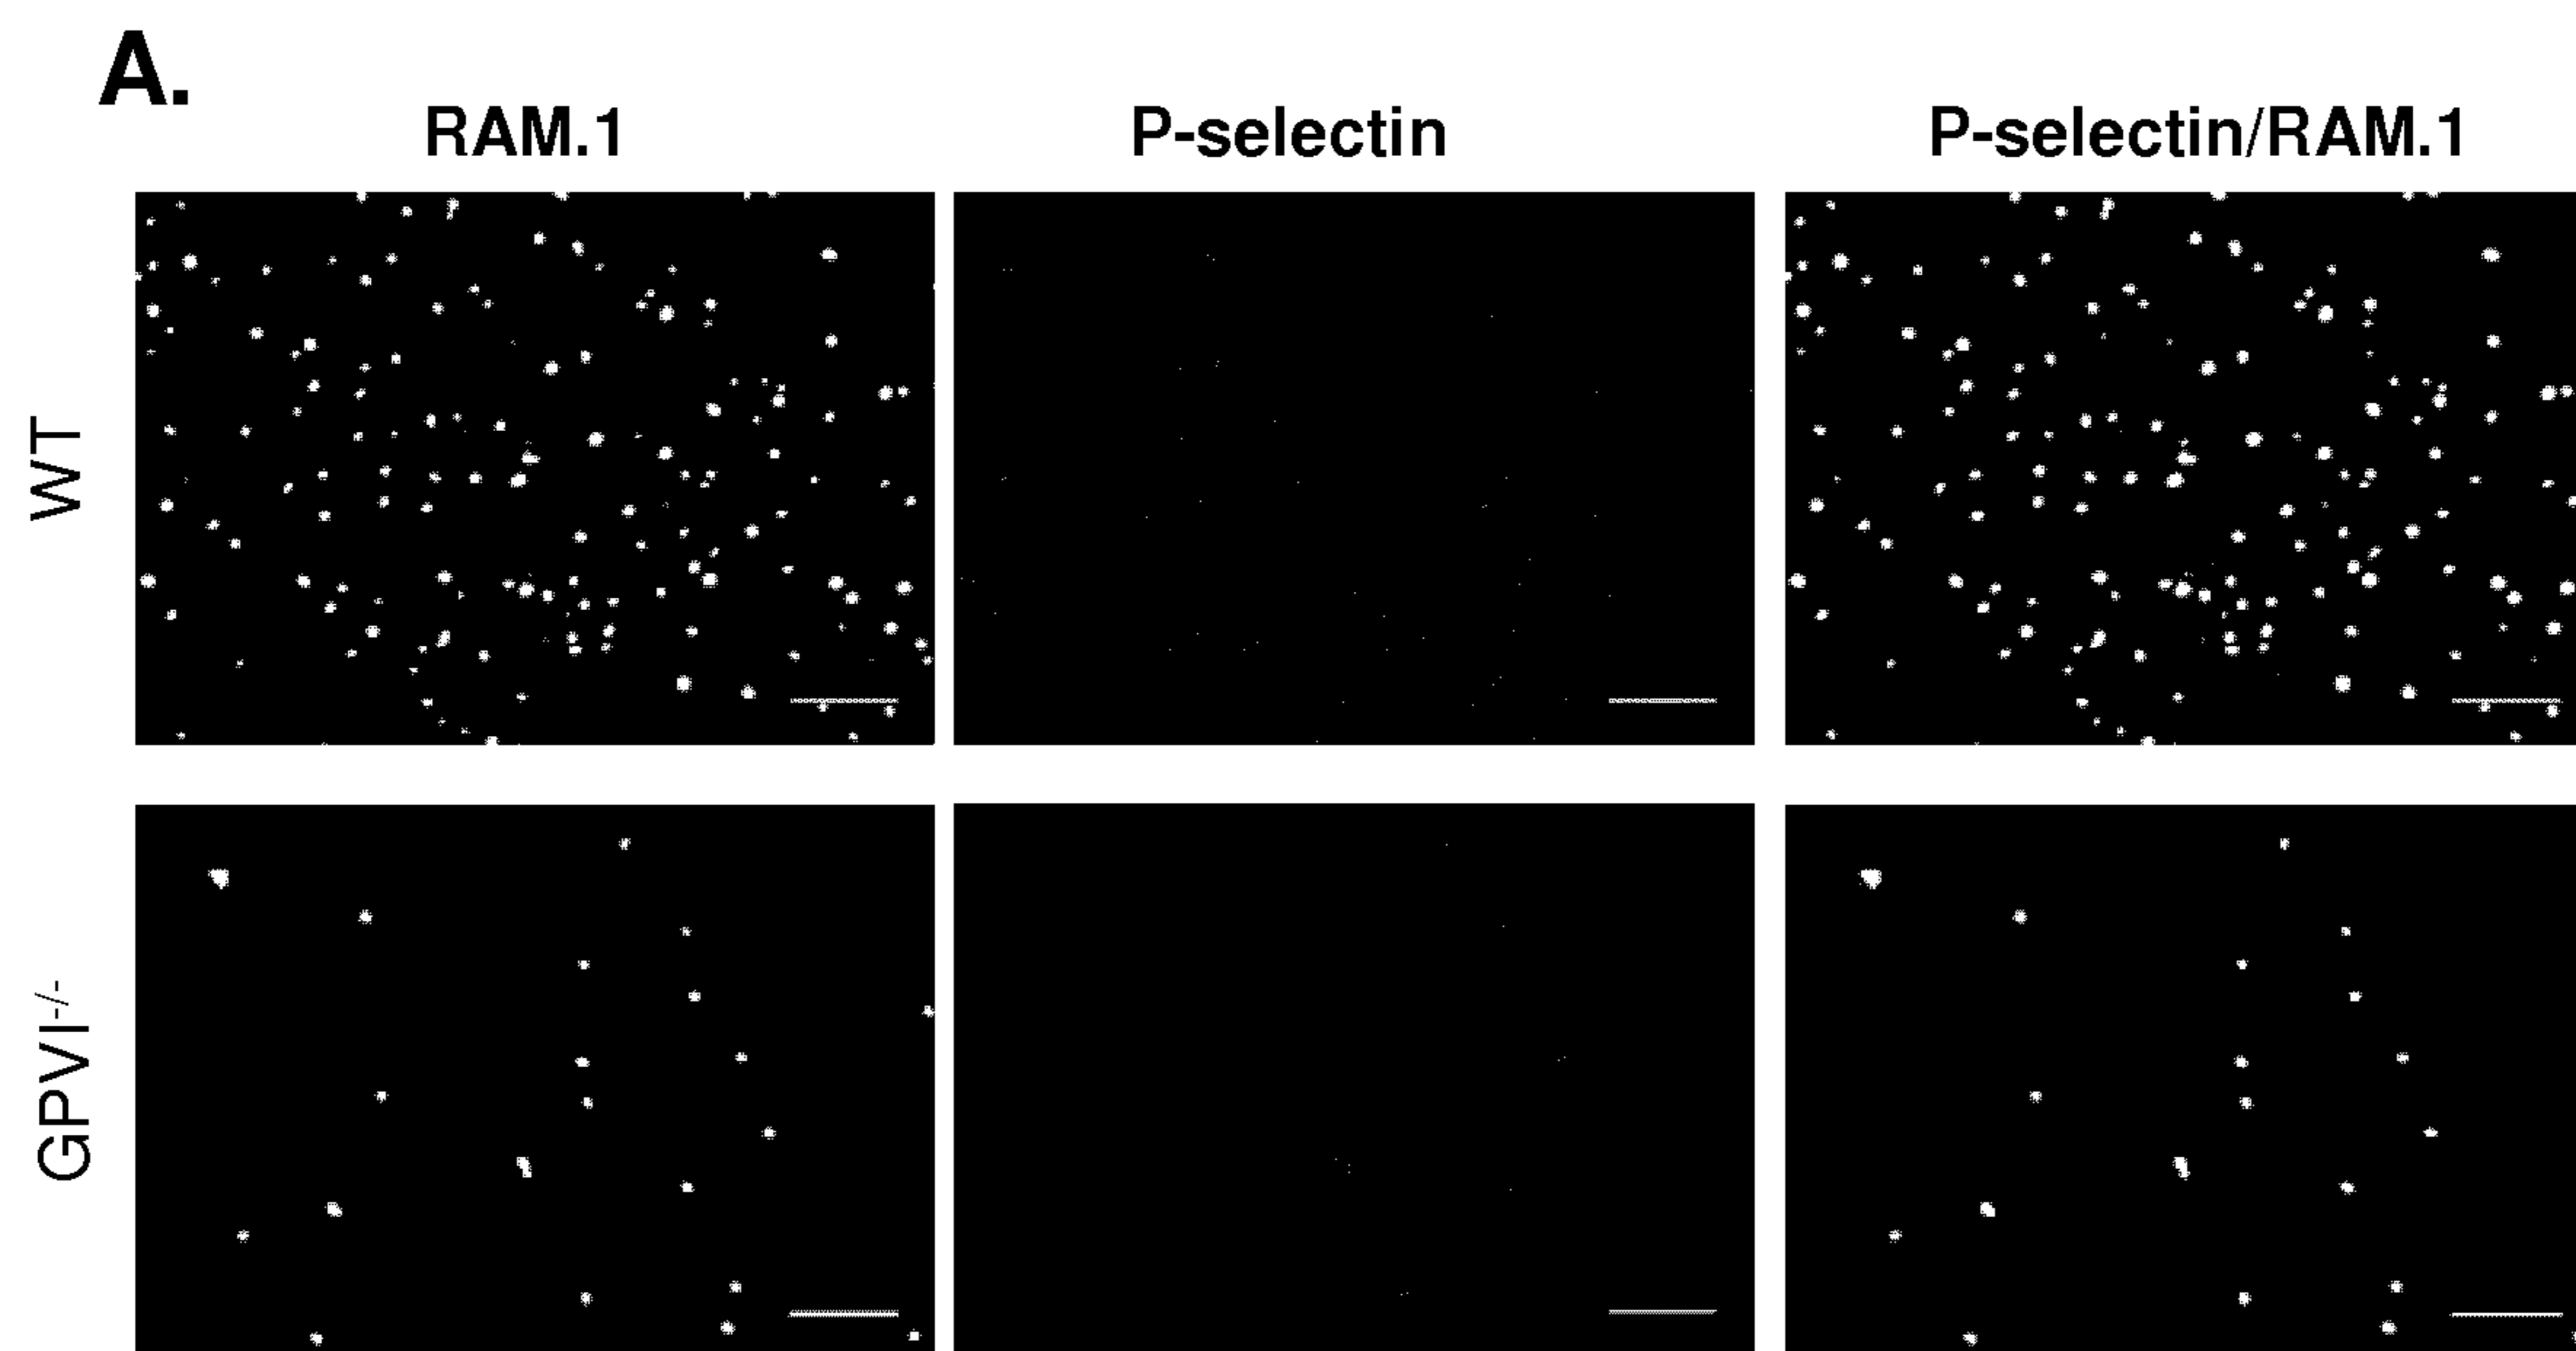 A.
RAM.1 P-selectin P-selectin/RAM.1
WT
GPVI-/-